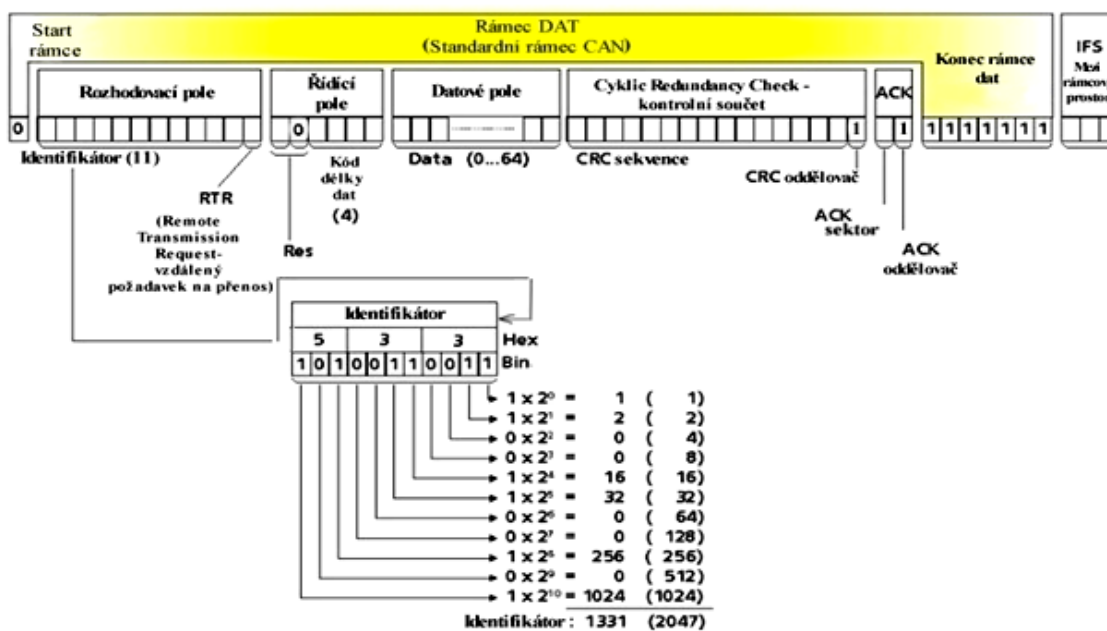 Start
rámce
Rámec DAT
(Standardní rámec CAN)
Konec rámce
dat
IFS
Mezi
rámcový
prostor
Rozhodovací pole
Řídící
pole
Datové pole
Cyklic Redundancy Check -
kontrolní součet
ACK
0
0
1
1
1 1 1 1 1 1 1
Identifikátor (11)
Kód
délky
dat
(4)
Data (0...64)
CRC sekvence
CRC oddělovač
RTR
(Remote
Transmission
Request-
vzdálený
požadavek na přenos)
Res
ACK
sektor
ACK
oddělovač
Identifikátor
5 3 3 Hex
1 0 1 0 0 1 1 0 0 1 1 Bin
1 x 2⁰ = 1 ( 1)
1 x 2¹ = 2 ( 2)
0 x 2² = 0 ( 4)
0 x 2³ = 0 ( 8)
1 x 2⁴ = 16 ( 16)
1 x 2⁵ = 32 ( 32)
0 x 2⁶ = 0 ( 64)
0 x 2⁷ = 0 ( 128)
1 x 2⁸ = 256 ( 256)
0 x 2⁹ = 0 ( 512)
1 x 2¹⁰ = 1024 (1024)
Identifikátor : 1331 (2047)